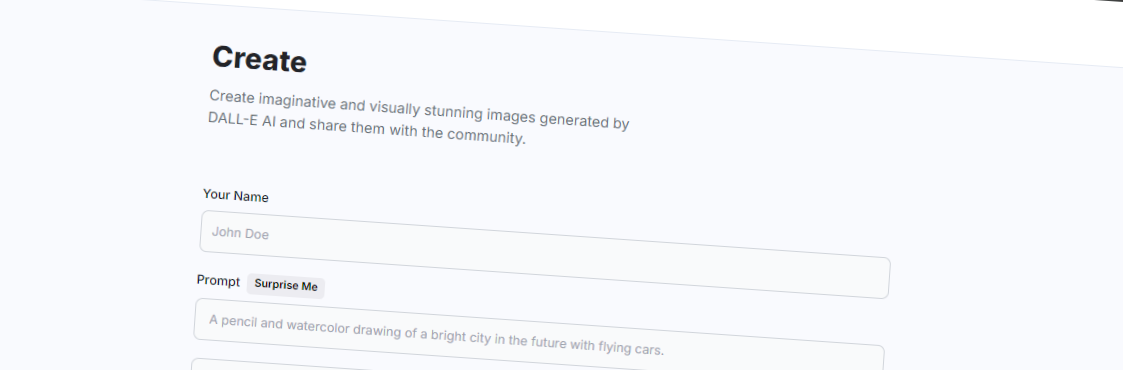 Create
Create imaginative and visually stunning images generated by
DALL-E AI and share them with the community.
Your Name
John Doe
Prompt Surprise Me
A pencil and watercolor drawing of a bright city in the future with flying cars.